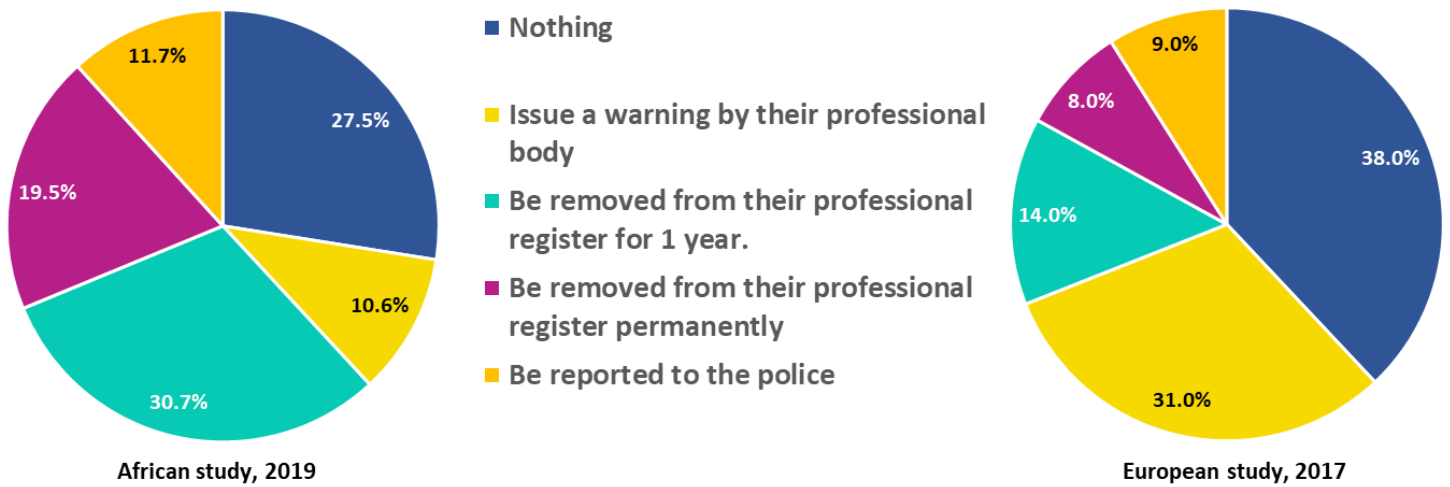 11.7%
27.5%
19.5%
10.6%
30.7%
African study, 2019
Nothing
Issue a warning by their professional
body
Be removed from their professional
register for 1 year.
Be removed from their professional
register permanently
Be reported to the police
9.0%
8.0%
38.0%
14.0%
31.0%
European study, 2017